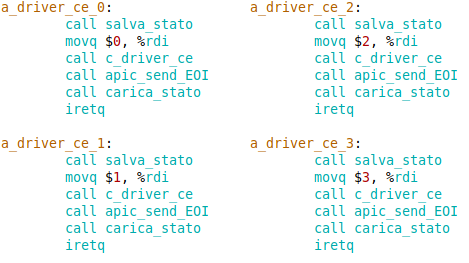 a_driver_ce_0:
call salva_stato
movq $0, %rdi
call c_driver_ce
call apic_send_EOI
call carica_stato
iretq
a_driver_ce_1:
call salva_stato
movq $1, %rdi
call c_driver_ce
call apic_send_EOI
call carica_stato
iretq
a_driver_ce_2:
call salva_stato
movq $2, %rdi
call c_driver_ce
call apic_send_EOI
call carica_stato
iretq
a_driver_ce_3:
call salva_stato
movq $3, %rdi
call c_driver_ce
call apic_send_EOI
call carica_stato
iretq